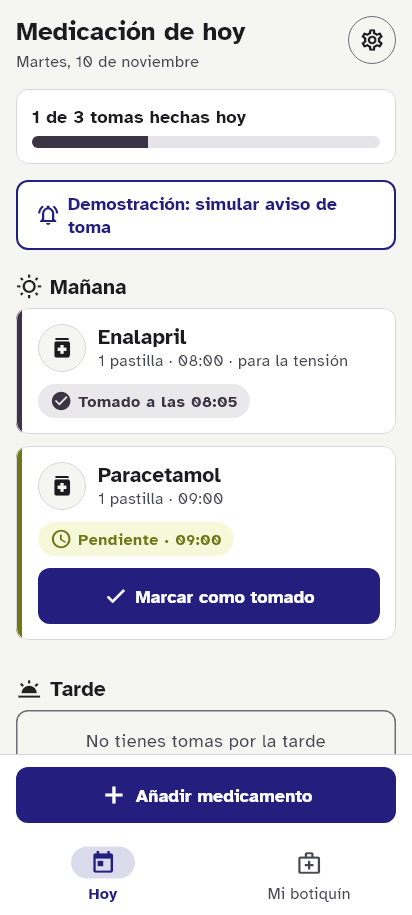 Medicación de hoy
Martes, 10 de noviembre
1 de 3 tomas hechas hoy
Demostración: simular aviso de
toma
Mañana
Enalapril
1 pastilla · 08:00 · para la tensión
Tomado a las 08:05
Paracetamol
1 pastilla · 09:00
Pendiente · 09:00
Marcar como tomado
Tarde
No tienes tomas por la tarde
Añadir medicamento
Hoy
Mi botiquín